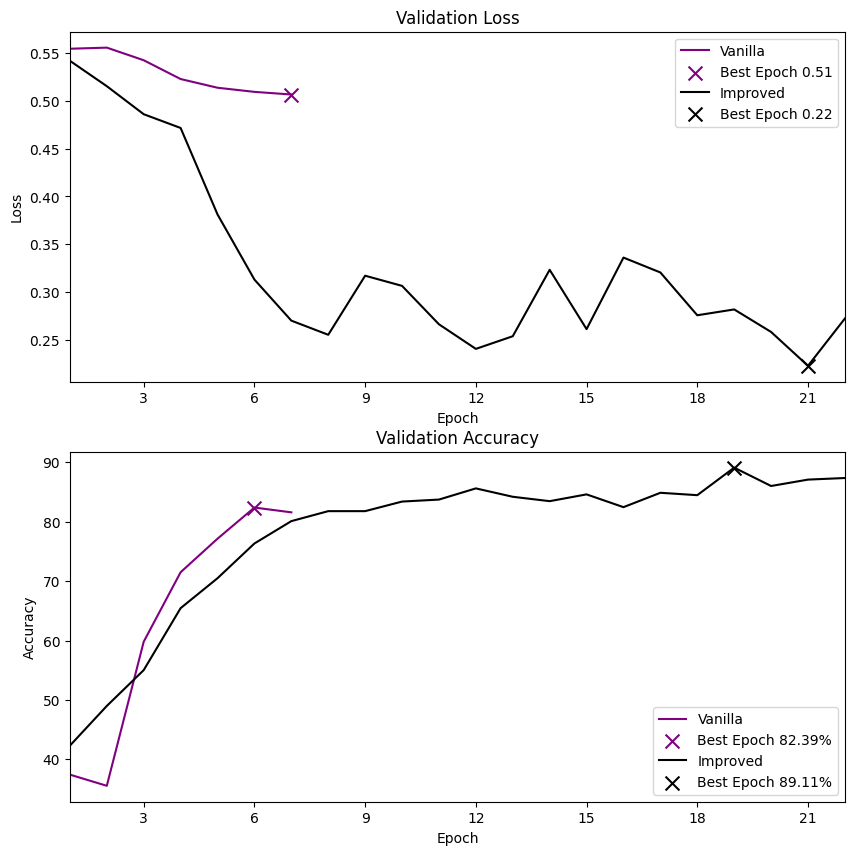 Validation Loss
0.55
0.50
0.45
0.40
0.35
0.30
0.25
Loss
Vanilla
Best Epoch 0.51
Improved
Best Epoch 0.22
3 6 9 12 15 18 21
Epoch
Validation Accuracy
90
80
70
60
50
40
Accuracy
Vanilla
Best Epoch 82.39%
Improved
Best Epoch 89.11%
3 6 9 12 15 18 21
Epoch